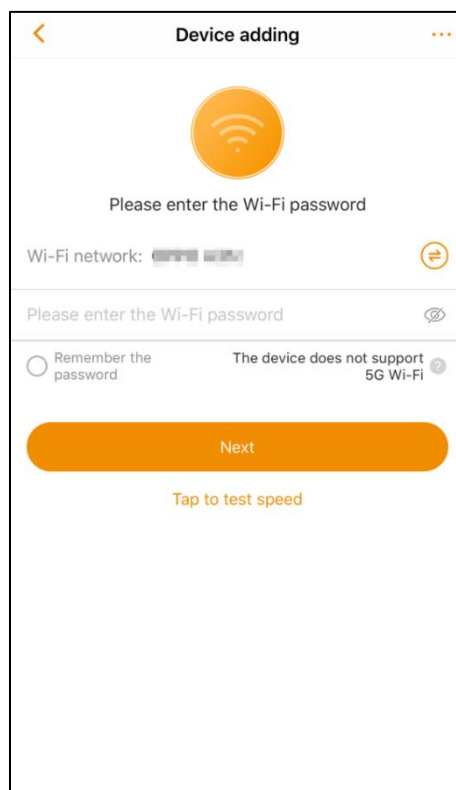 Device adding
Please enter the Wi-Fi password
Wi-Fi network:
Please enter the Wi-Fi password
Remember the
password
The device does not support
5G Wi-Fi
Next
Tap to test speed